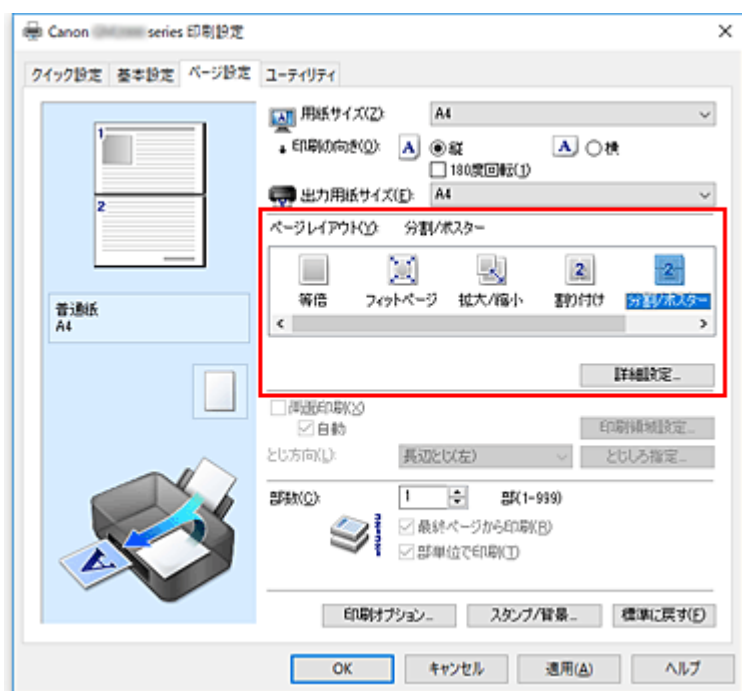 Canon series 印刷設定
クイック設定 基本設定 ページ設定 ユーティリティ
用紙サイズ(Z): A4
印刷の向き(O): A 縦 A 横
180度回転(1)
出力用紙サイズ(E): A4
ページレイアウト(Y): 分割/ポスター
等倍 フィットページ 拡大/縮小 割り付け 分割/ポスター
詳細設定...
1
2
普通紙
A4
両面印刷(X)
自動
印刷領域設定...
とじ方向(L): 長辺とじ(左) とじしろ指定...
部数(C): 1 部(1-999)
最終ページから印刷(R)
部単位で印刷(T)
印刷オプション... スタンプ/背景... 標準に戻す(F)
OK キャンセル 適用(A) ヘルプ